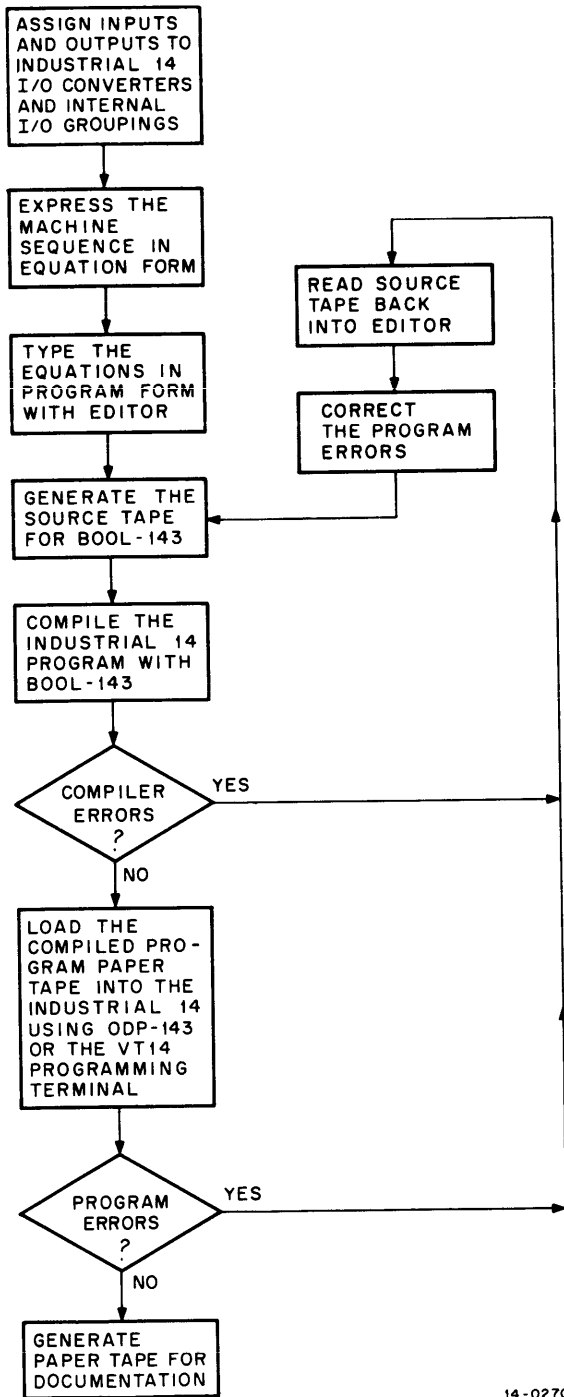 ASSIGN INPUTS
AND OUTPUTS TO
INDUSTRIAL 14
I/O CONVERTERS
AND INTERNAL
I/O GROUPINGS
EXPRESS THE
MACHINE
SEQUENCE IN
EQUATION FORM
TYPE THE
EQUATIONS IN
PROGRAM FORM
WITH EDITOR
READ SOURCE
TAPE BACK
INTO EDITOR
CORRECT
THE PROGRAM
ERRORS
GENERATE THE
SOURCE TAPE
FOR BOOL-143
COMPILE THE
INDUSTRIAL 14
PROGRAM WITH
BOOL-143
COMPILER
ERRORS
?
YES
NO
LOAD THE
COMPILED PRO-
GRAM PAPER
TAPE INTO THE
INDUSTRIAL 14
USING ODP-143
OR THE VT14
PROGRAMMING
TERMINAL
PROGRAM
ERRORS
?
YES
NO
GENERATE
PAPER TAPE FOR
DOCUMENTATION
14-0270